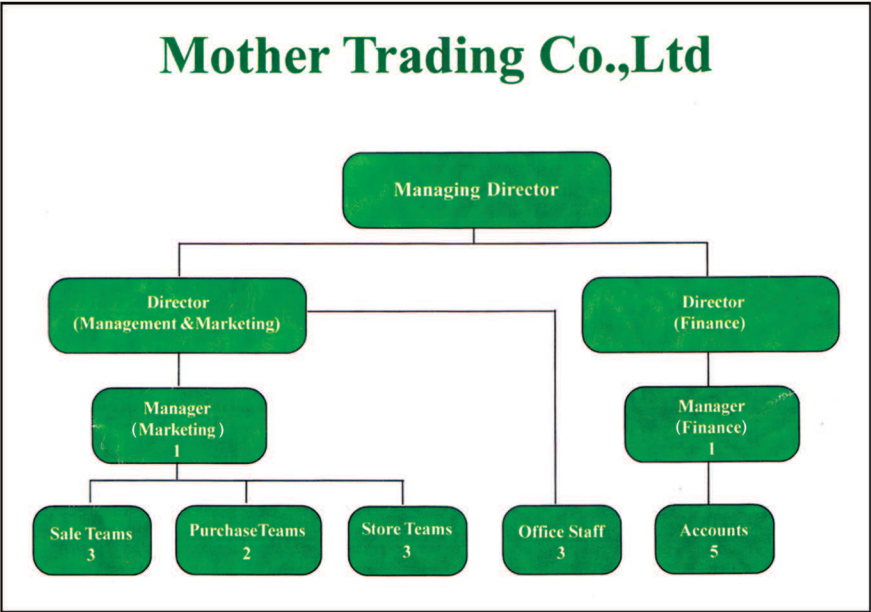 Mother Trading Co.,Ltd
Managing Director
Director
(Management &Marketing)
Director
(Finance)
Manager
(Marketing)
1
Manager
(Finance)
1
Sale Teams
3
PurchaseTeams
2
Store Teams
3
Office Staff
3
Accounts
5